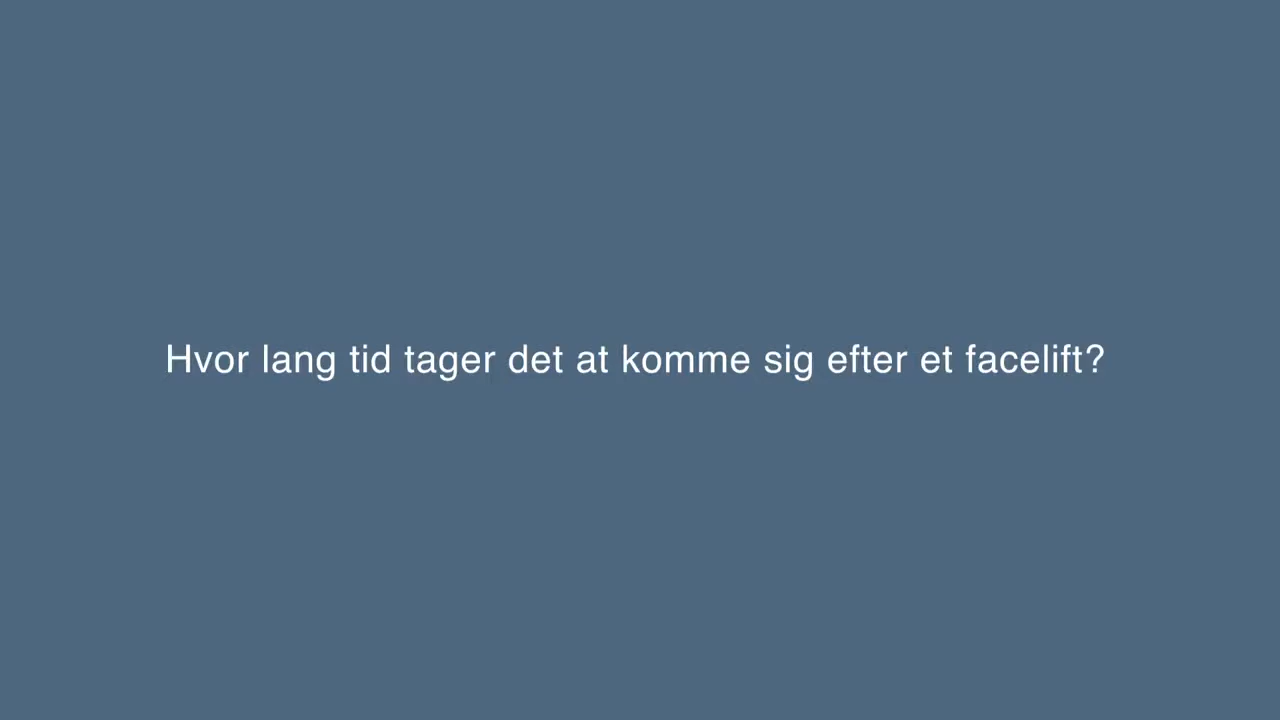 Hvor lang tid tager det at komme sig efter et facelift?